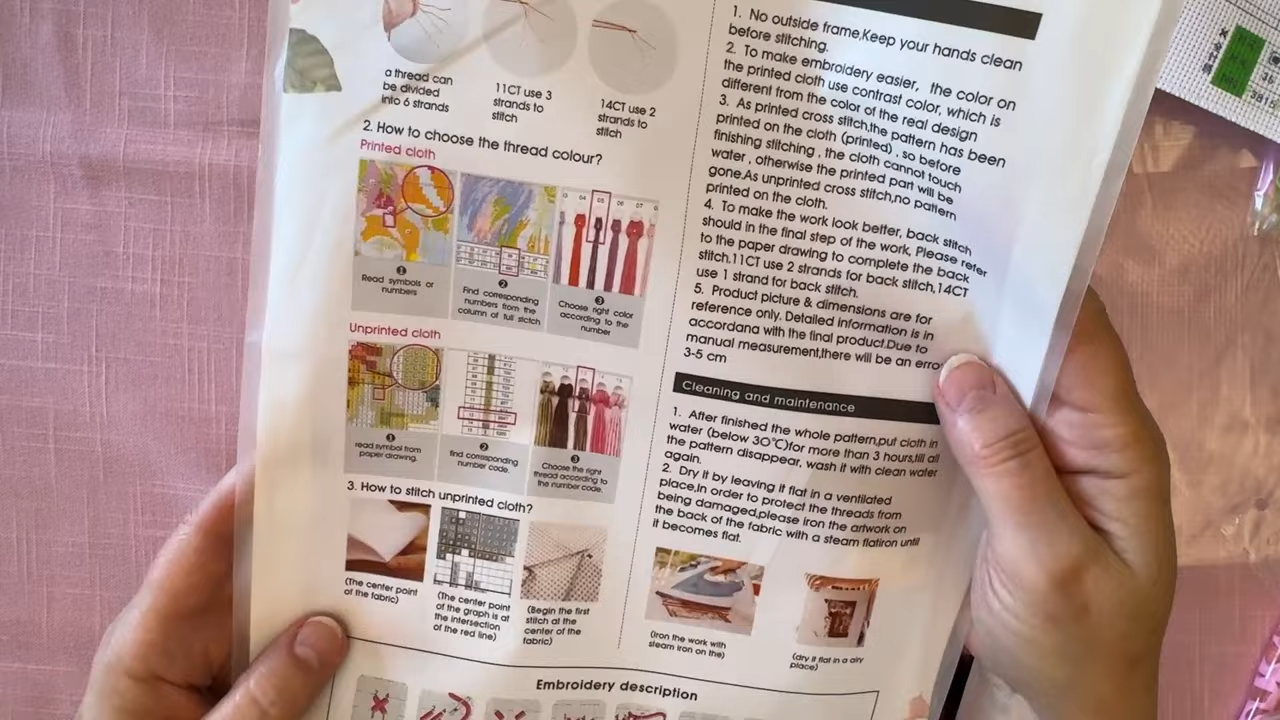 a thread can
be divided
into 6 strands
11CT use 3
strands to
stitch
14CT use 2
strands to
stitch
2. How to choose the thread colour?
Printed cloth
03 04 05 06 07
1
Read symbols or
numbers
2
Find corresponding
numbers from the
column of full stctch
3
Choose right color
according to the
number
Unprinted cloth
1
read symbol from
paper drawing.
2
find corresponding
number code.
3
Choose the right
thread according to
the number code.
3. How to stitch unprinted cloth?
(The center point
of the fabric)
(The center point
of the graph is at
the intersection
of the red line)
(Begin the first
stitch at the
center of the
fabric)
1. No outside frame,Keep your hands clean
before stitching.
2. To make embroidery easier, the color on
the printed cloth use contrast color, which is
different from the color of the real design
3. As printed cross stitch,the pattern has been
printed on the cloth (printed) , so before
finishing stitching , the cloth cannot touch
water , otherwise the printed part will be
gone.As unprinted cross stitch,no pattern
printed on the cloth.
4. To make the work look better, back stitch
should in the final step of the work, Please refer
to the paper drawing to complete the back
stitch.11CT use 2 strands for back stitch,14CT
use 1 strand for back stitch.
5. Product picture & dimensions are for
reference only. Detailed information is in
accordana with the final product.Due to
manual measurement,there will be an erro
3-5 cm
Cleaning and maintenance
1. After finished the whole pattern,put cloth in
water (below 30℃)for more than 3 hours,till all
the pattern disappear, wash it with clean water
again.
2. Dry it by leaving it flat in a ventilated
place,in order to protect the threads from
being damaged,please iron the artwork on
the back of the fabric with a steam flatiron until
it becomes flat.
(Iron the work with
steam iron on the)
(dry it flat in a airy
place)
Embroidery description